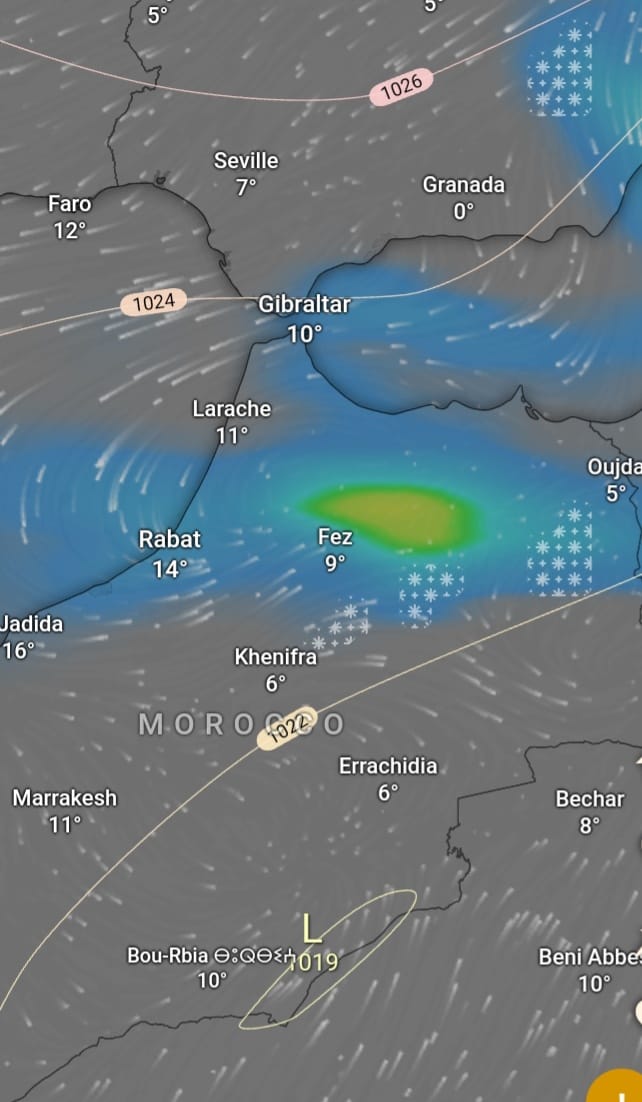 5°
5°
1026
Seville
7°
Granada
0°
Faro
12°
1024
Gibraltar
10°
Larache
11°
Oujda
5°
Rabat
14°
Fez
9°
Jadida
16°
Khenifra
6°
MOROCCO
1022
Errachidia
6°
Marrakesh
11°
Bechar
8°
L
1019
Bou-Rbia ⴱⵓⵕⴱⵉⵄ
10°
Beni Abbe
10°